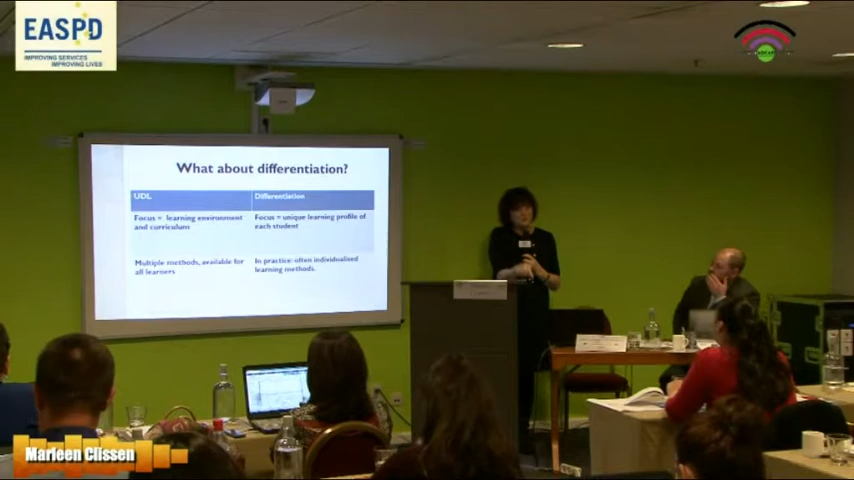 EASPD
IMPROVING SERVICES
IMPROVING LIVES
What about differentiation?
UDL
Differentiation
Focus = learning environment
and curriculum
Focus = unique learning profile of
each student
Multiple methods, available for
all learners
In practice: often individualised
learning methods.
Marleen Clissen